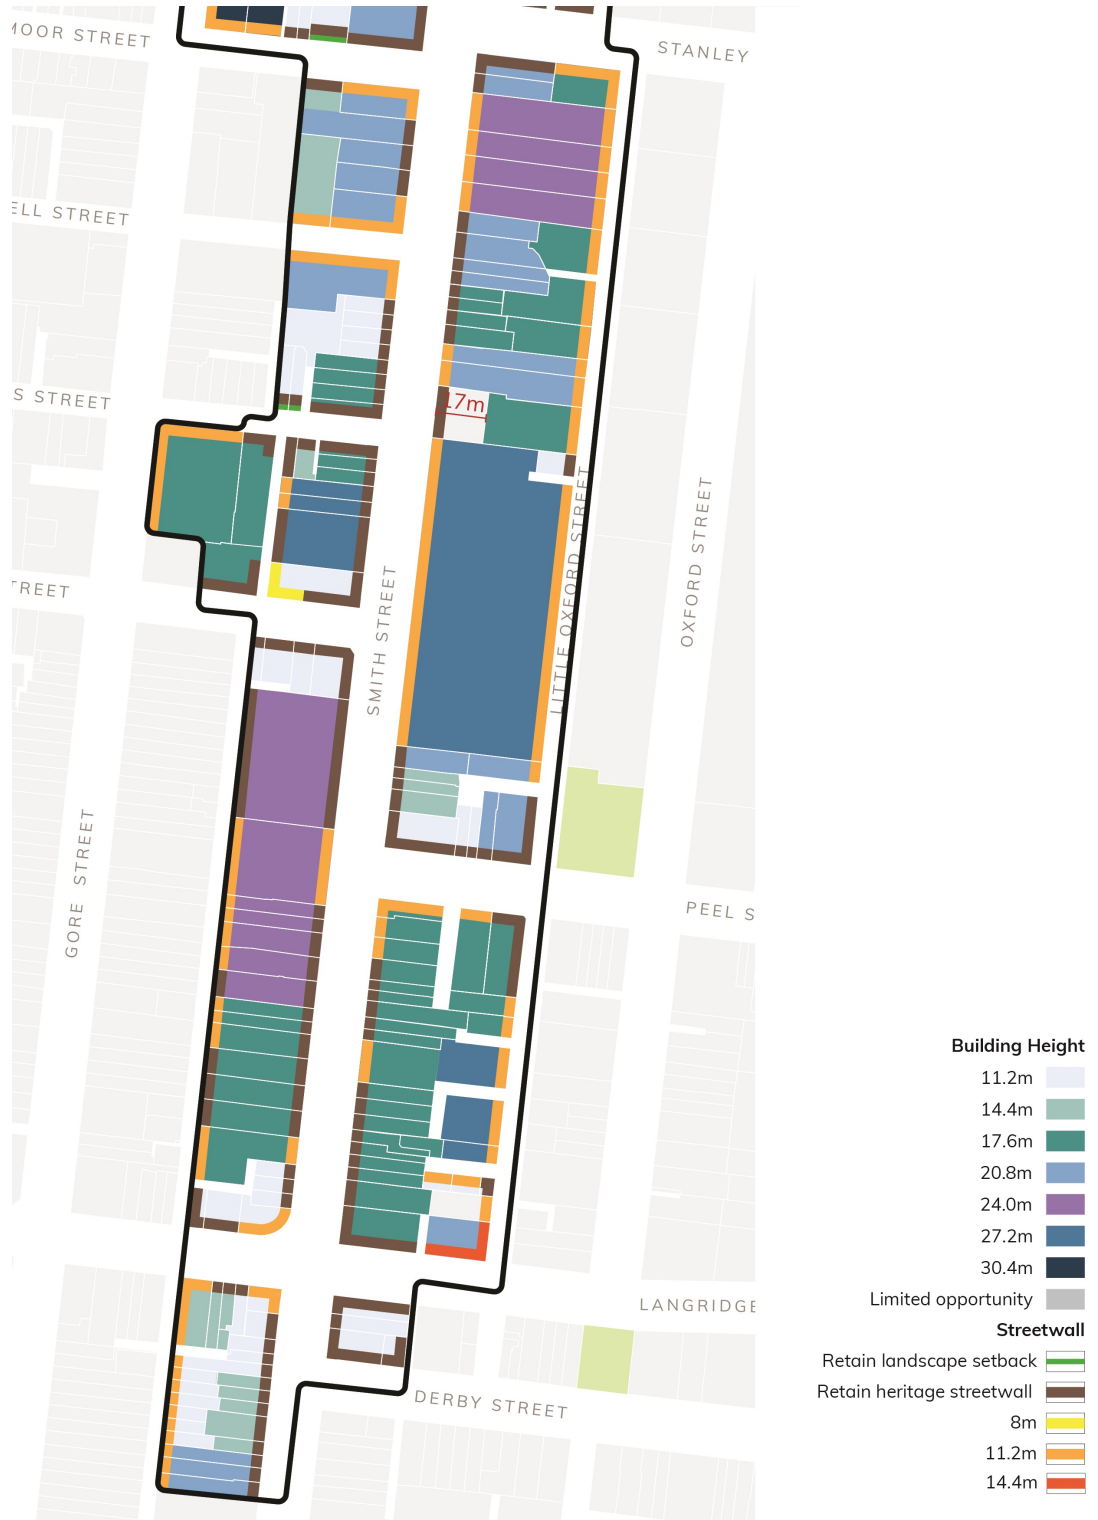 MOOR STREET
STANLEY
ELL STREET
S STREET
17m
TREET
SMITH STREET
LITTLE OXFORD STREET
OXFORD STREET
GORE STREET
PEEL S
LANGRIDGE
DERBY STREET
Building Height
11.2m
14.4m
17.6m
20.8m
24.0m
27.2m
30.4m
Limited opportunity
Streetwall
Retain landscape setback
Retain heritage streetwall
8m
11.2m
14.4m